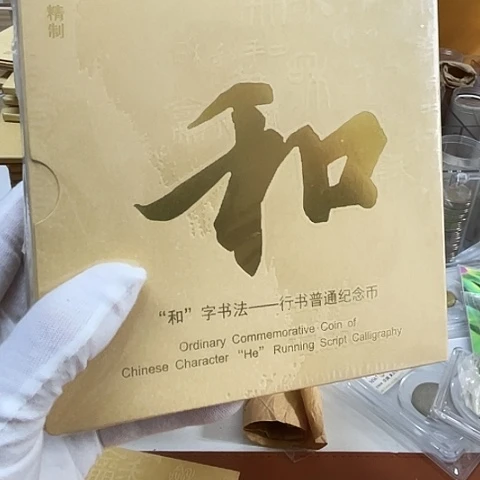 精制
和
“和”字书法——行书普通纪念币
Ordinary Commemorative Coin of
Chinese Character “He” Running Script Calligraphy